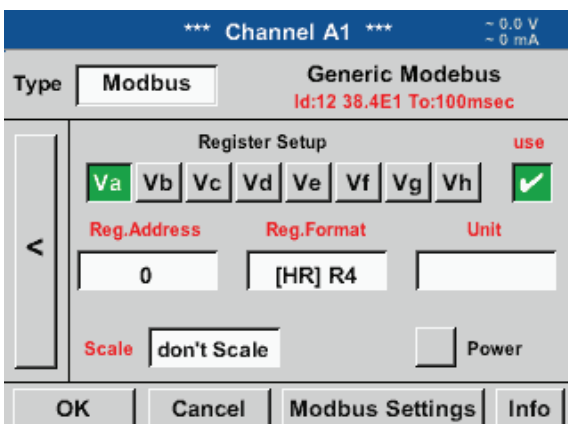 *** Channel A1 ***
~ 0.0 V
~ 0 mA
Type Modbus
Generic Modebus
Id:12 38.4E1 To:100msec
Register Setup
use
Va Vb Vc Vd Ve Vf Vg Vh ✔
<
Reg.Address Reg.Format Unit
0 [HR] R4
Scale don't Scale Power
OK Cancel Modbus Settings Info